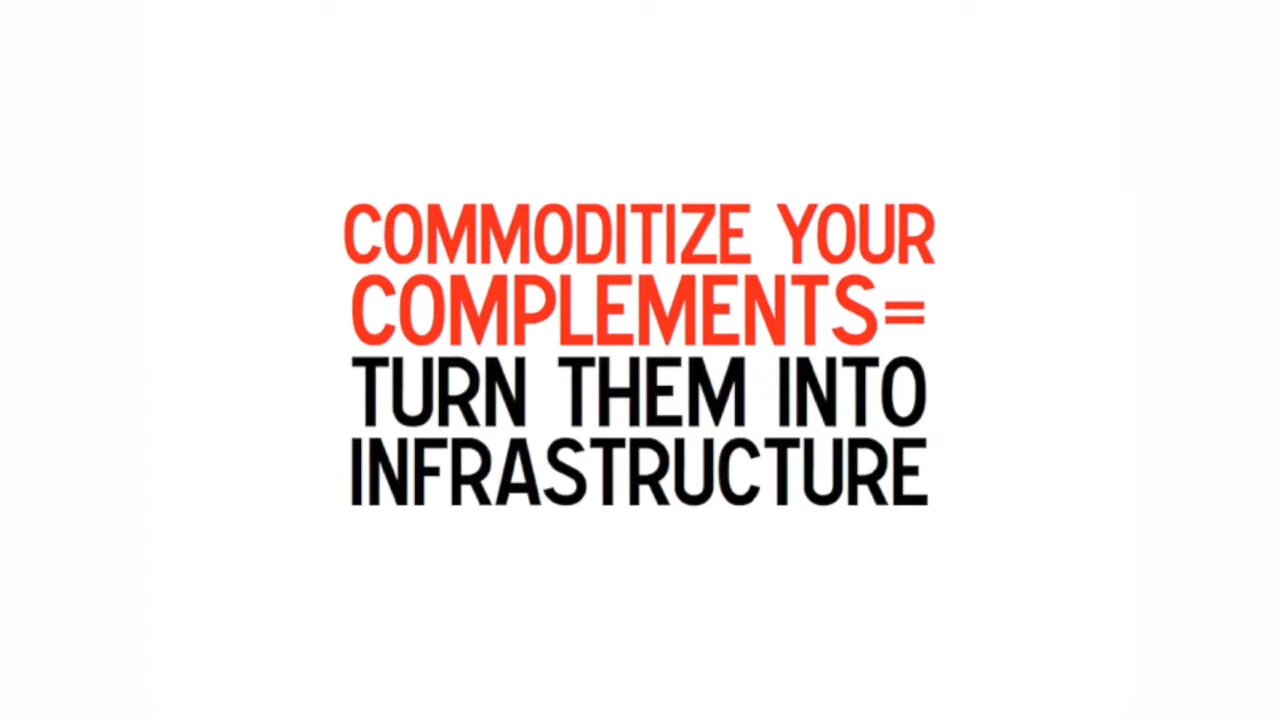 COMMODITIZE YOUR
COMPLEMENTS=
TURN THEM INTO
INFRASTRUCTURE